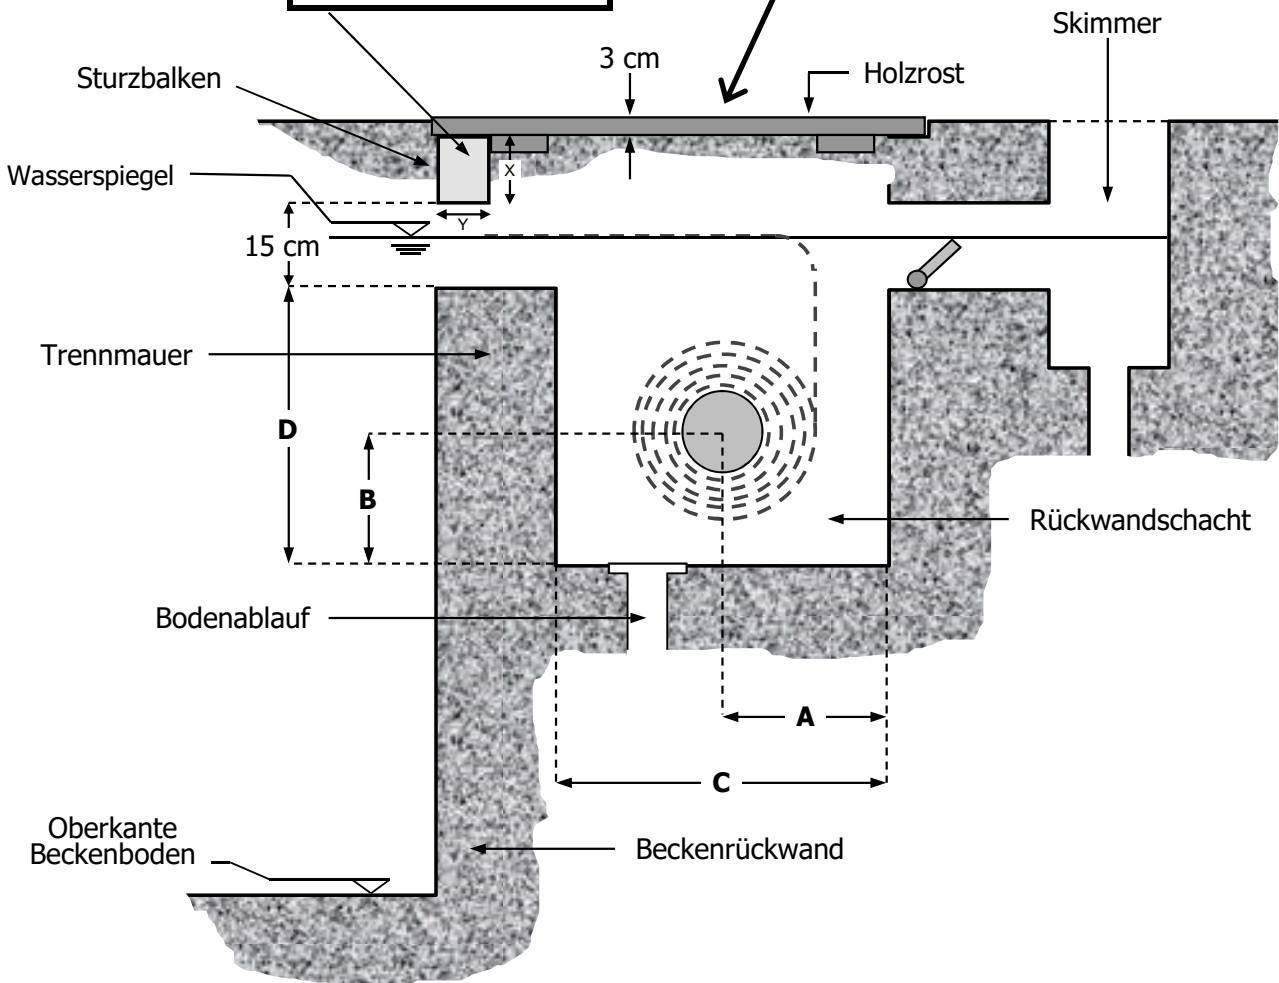 Skimmer
3 cm
Holzrost
Sturzbalken
X
Wasserspiegel
Y
15 cm
Trennmauer
D
B
Rückwandschacht
Bodenablauf
A
C
Oberkante
Beckenboden
Beckenrückwand